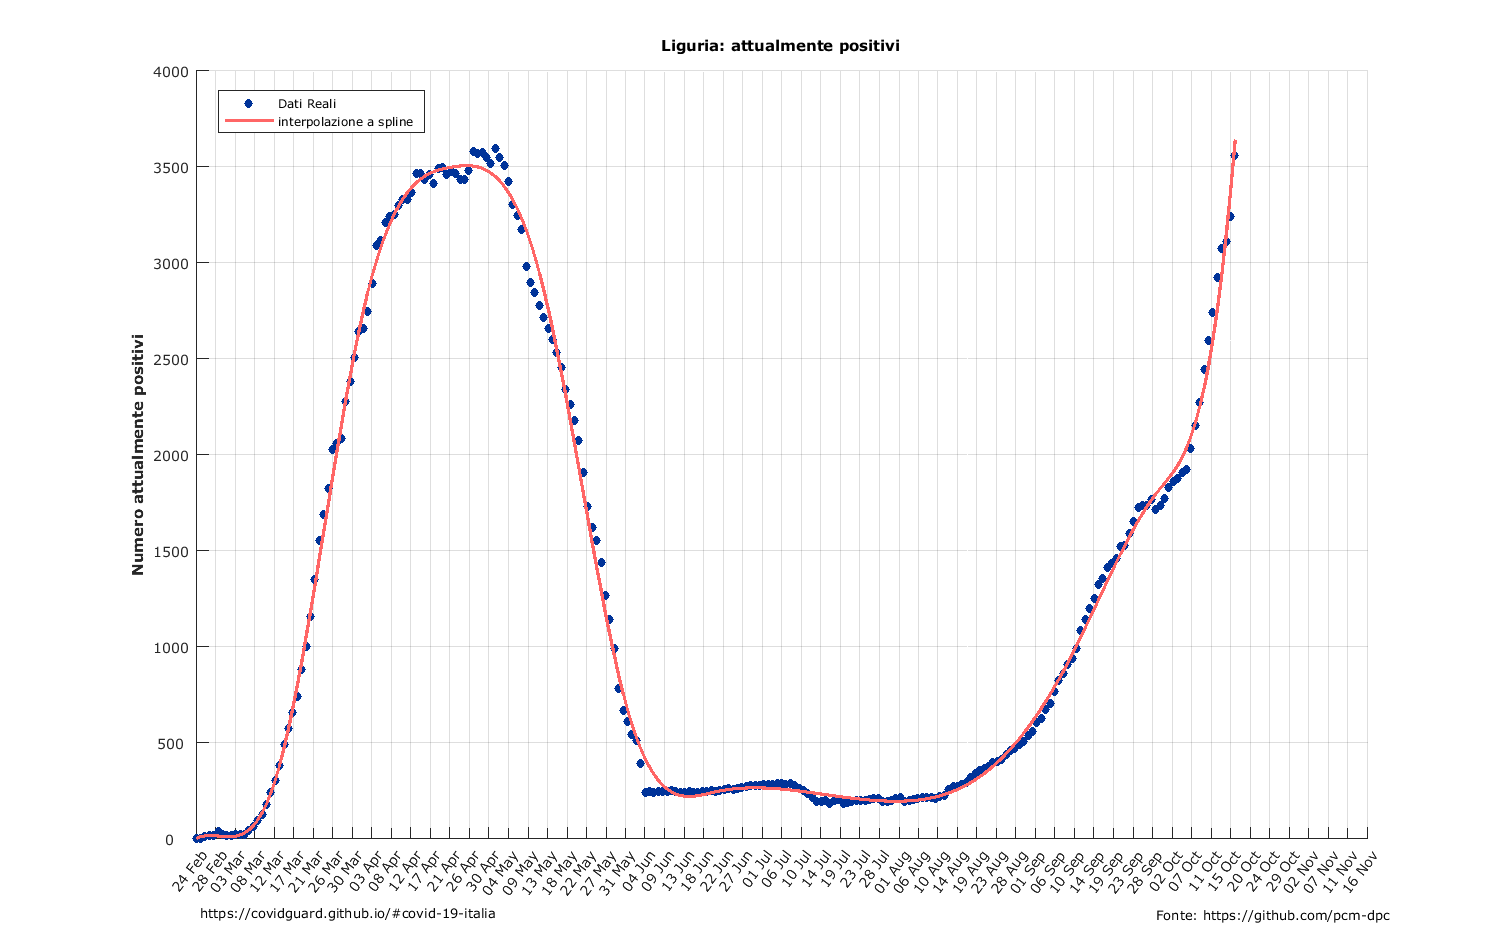 Liguria: attualmente positivi
4000
3500
3000
2500
2000
1500
1000
500
0
Numero attualmente positivi
Dati Reali
interpolazione a spline
24 Feb
28 Feb
03 Mar
08 Mar
12 Mar
17 Mar
21 Mar
26 Mar
30 Mar
03 Apr
08 Apr
12 Apr
17 Apr
21 Apr
26 Apr
30 Apr
04 May
09 May
13 May
18 May
22 May
27 May
31 May
04 Jun
09 Jun
13 Jun
18 Jun
22 Jun
27 Jun
01 Jul
06 Jul
10 Jul
14 Jul
19 Jul
23 Jul
28 Jul
01 Aug
06 Aug
10 Aug
14 Aug
19 Aug
23 Aug
28 Aug
01 Sep
06 Sep
10 Sep
14 Sep
19 Sep
23 Sep
28 Sep
02 Oct
07 Oct
11 Oct
15 Oct
20 Oct
24 Oct
29 Oct
02 Nov
07 Nov
11 Nov
16 Nov
https://covidguard.github.io/#covid-19-italia
Fonte: https://github.com/pcm-dpc